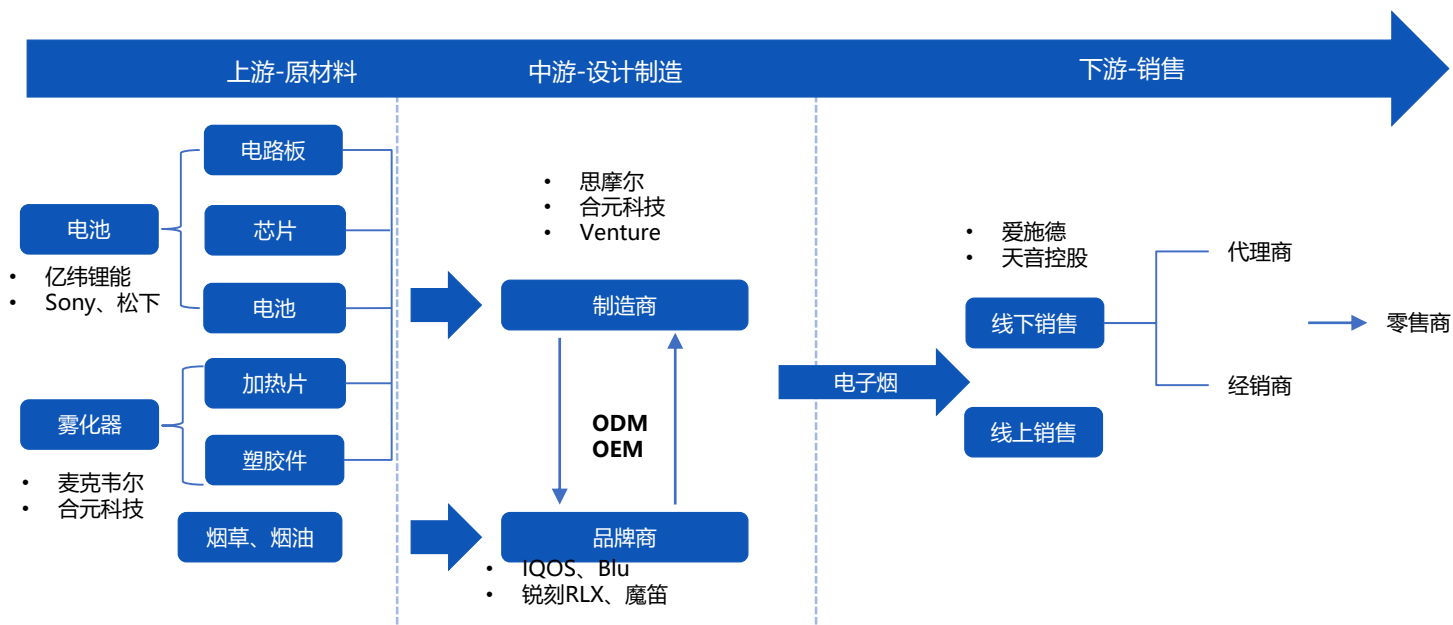 上游-原材料
中游-设计制造
下游-销售
电路板
芯片
电池
电池
• 亿纬锂能
• Sony、松下
加热片
塑胶件
雾化器
• 麦克韦尔
• 合元科技
烟草、烟油
• 思摩尔
• 合元科技
• Venture
制造商
ODM
OEM
品牌商
• IQOS、Blu
• 锐刻RLX、魔笛
电子烟
• 爱施德
• 天音控股
线下销售
线上销售
代理商
经销商
零售商